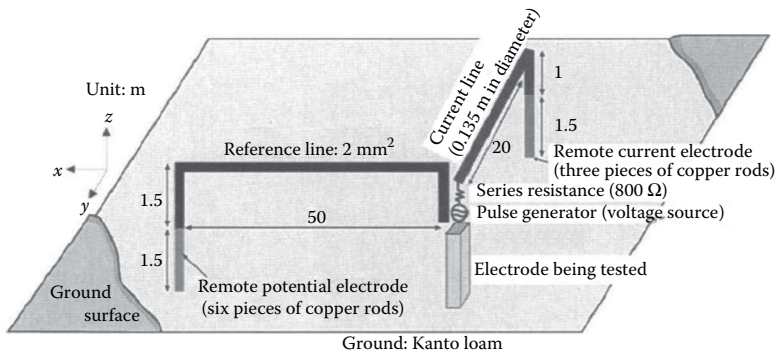 Unit: m
z
x
y
Current line
(0.135 m in diameter)
1
1.5
20
Remote current electrode
(three pieces of copper rods)
Reference line: 2 mm²
Series resistance (800 Ω)
Pulse generator (voltage source)
1.5
50
1.5
Electrode being tested
Remote potential electrode
(six pieces of copper rods)
Ground
surface
Ground: Kanto loam